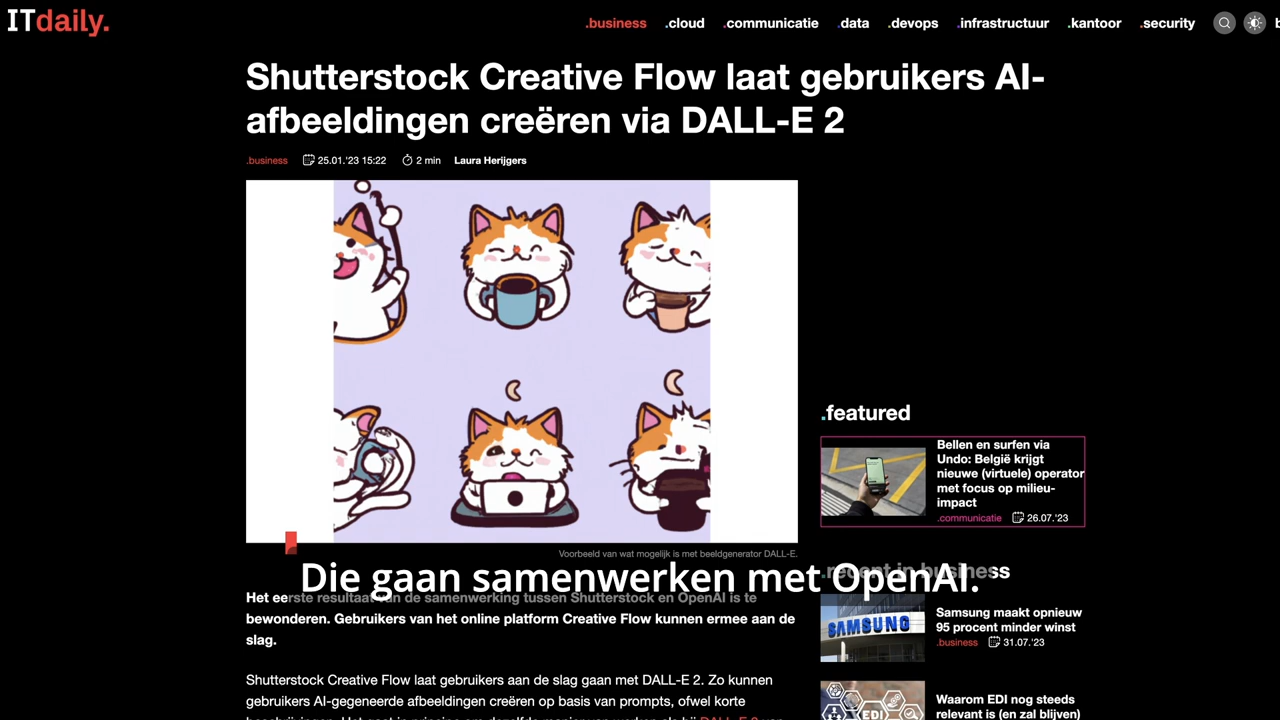 ITdaily.
.business .cloud .communicatie .data .devops .infrastructuur .kantoor .security
Shutterstock Creative Flow laat gebruikers AI-
afbeeldingen creëren via DALL-E 2
.business 25.01.'23 15:22 2 min Laura Herijgers
Voorbeeld van wat mogelijk is met beeldgenerator DALL-E.
Die gaan samenwerken met OpenAI.
Het eerste resultaat van de samenwerking tussen Shutterstock en OpenAI is te
bewonderen. Gebruikers van het online platform Creative Flow kunnen ermee aan de
slag.
Shutterstock Creative Flow laat gebruikers aan de slag gaan met DALL-E 2. Zo kunnen
gebruikers AI-gegeneerde afbeeldingen creëren op basis van prompts, ofwel korte
.featured
Bellen en surfen via
Undo: België krijgt
nieuwe (virtuele) operator
met focus op milieu-
impact
.communicatie 26.07.'23
.recent in business
SAMSUNG
Samsung maakt opnieuw
95 procent minder winst
.business 31.07.'23
EDI
Waarom EDI nog steeds
relevant is (en zal blijven)